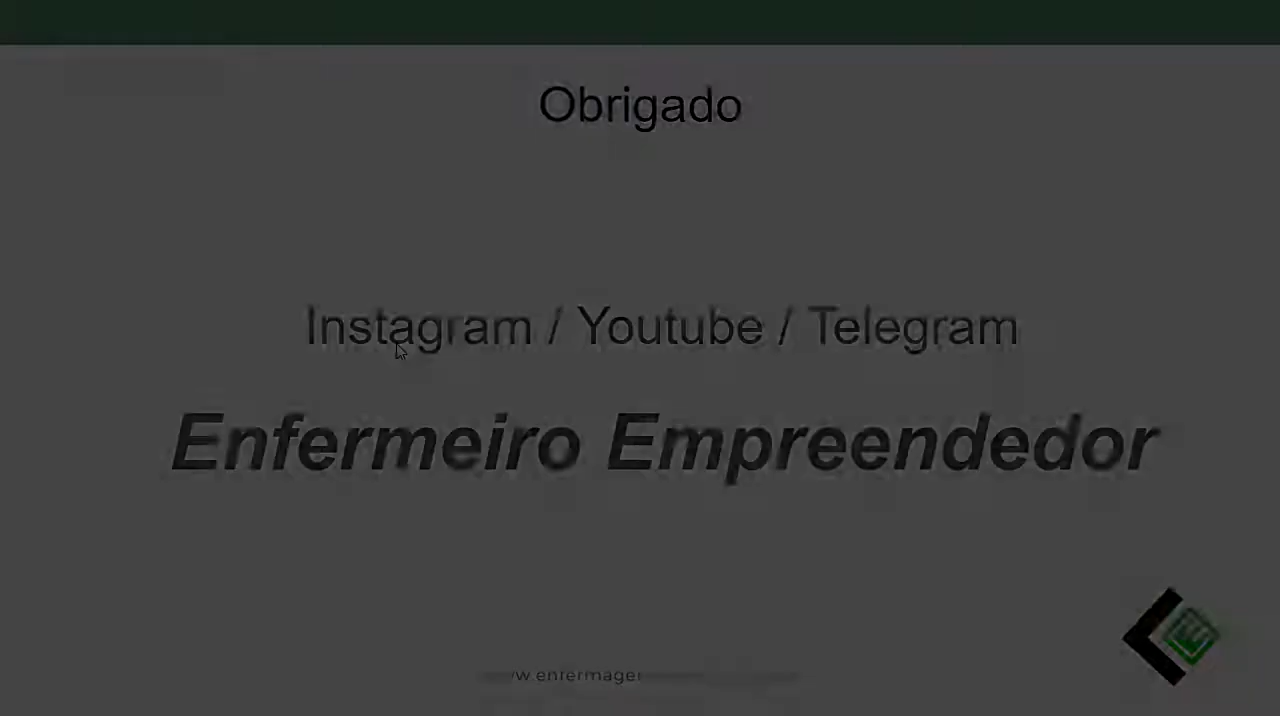 Obrigado
Instagram / Youtube / Telegram
Enfermeiro Empreendedor